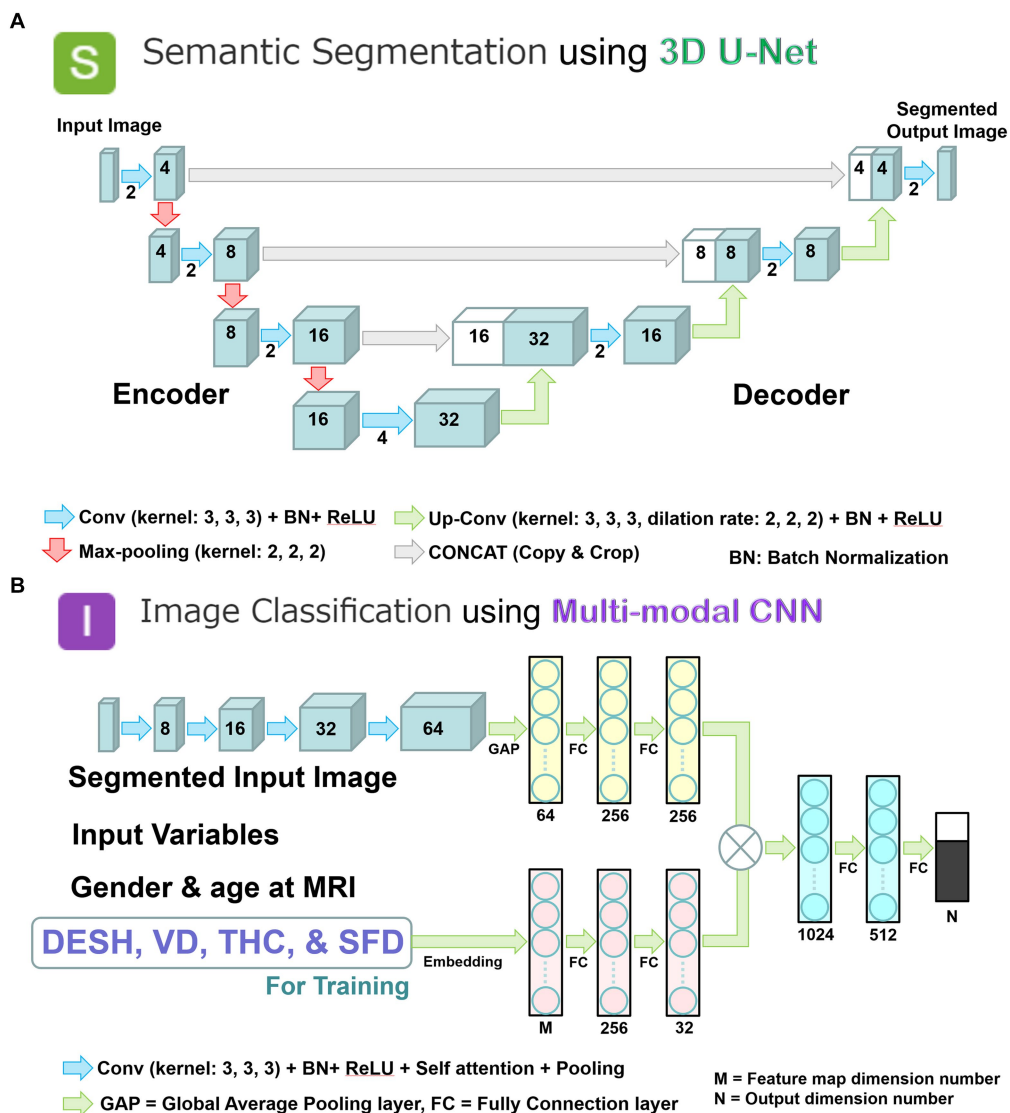 A
S
Semantic Segmentation using 3D U-Net
Input Image
Segmented
Output Image
2
4
4 4
2
4
2
8
8 8
2
8
8
2
16
16 32
2
16
Encoder
Decoder
16
4
32
Conv (kernel: 3, 3, 3) + BN+ ReLU
Up-Conv (kernel: 3, 3, 3, dilation rate: 2, 2, 2) + BN + ReLU
Max-pooling (kernel: 2, 2, 2)
CONCAT (Copy & Crop)
BN: Batch Normalization
B
I
Image Classification using Multi-modal CNN
8
16
32
64
GAP
FC
FC
64
256
256
Segmented Input Image
Input Variables
Gender & age at MRI
DESH, VD, THC, & SFD
For Training
Embedding
FC
FC
M
256
32
FC
FC
1024
512
N
Conv (kernel: 3, 3, 3) + BN+ ReLU + Self attention + Pooling
GAP = Global Average Pooling layer, FC = Fully Connection layer
M = Feature map dimension number
N = Output dimension number